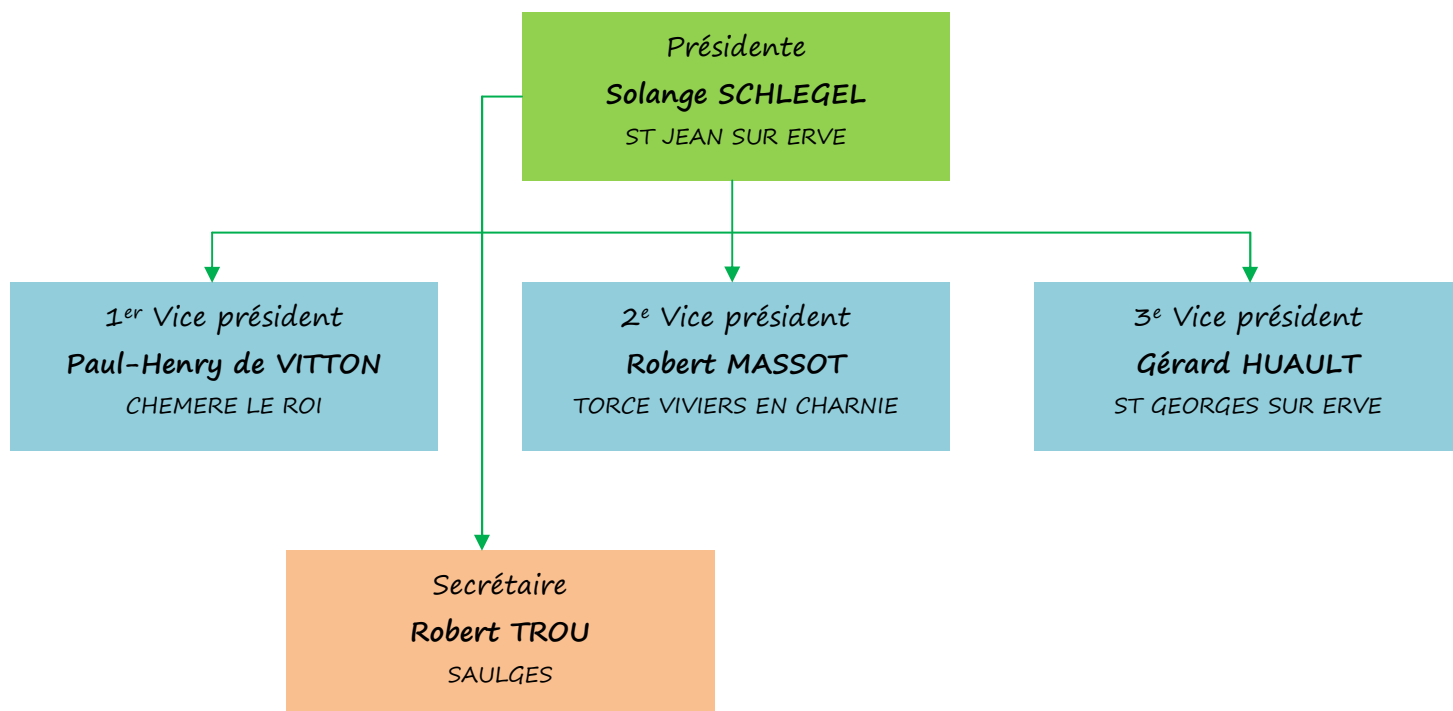 Présidente
Solange SCHLEGEL
ST JEAN SUR ERVE
1er Vice président
Paul-Henry de VITTON
CHEMERE LE ROI
2e Vice président
Robert MASSOT
TORCE VIVIERS EN CHARNIE
3e Vice président
Gérard HUAULT
ST GEORGES SUR ERVE
Secrétaire
Robert TROU
SAULGES